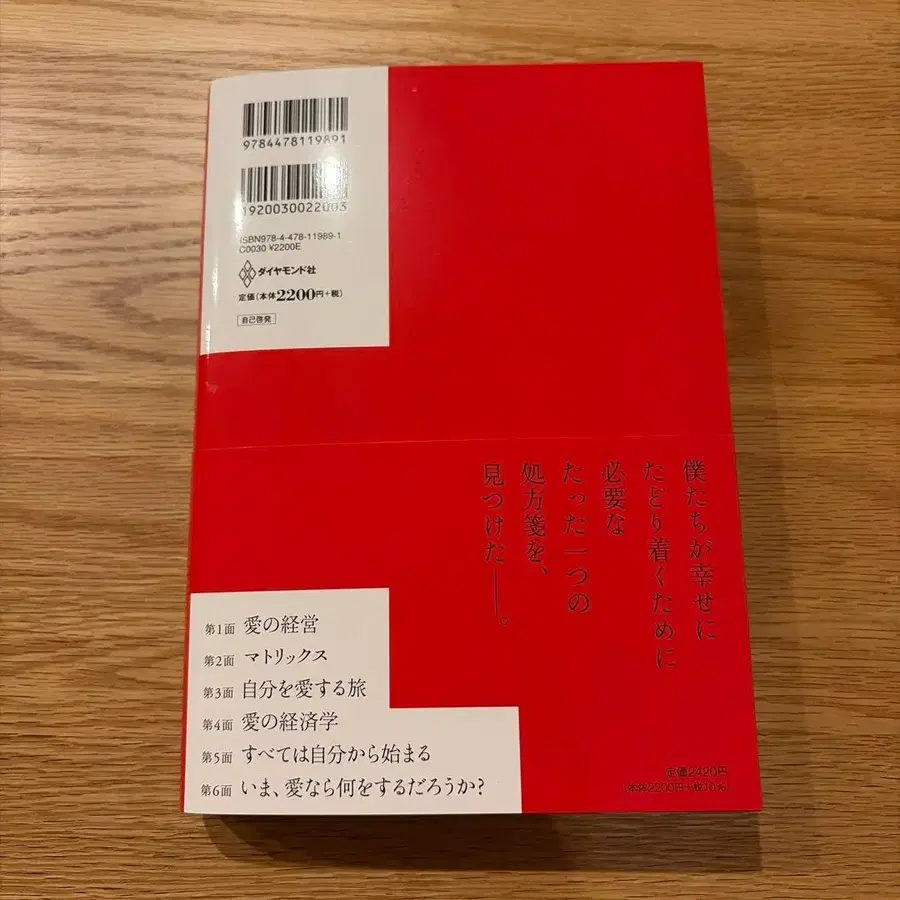 9784478119891
1920030022003
ISBN978-4-478-11989-1
C0030 ¥2200E
ダイヤモンド社
定価(本体2200円+税)
自己啓発
僕たちが幸せに
たどり着くために
必要な
たった一つの
処方箋を、
見つけた──。
第1面 愛の経営
第2面 マトリックス
第3面 自分を愛する旅
第4面 愛の経済学
第5面 すべては自分から始まる
第6面 いま、愛なら何をするだろうか?
定価2420円
(本体2200円+税10%)